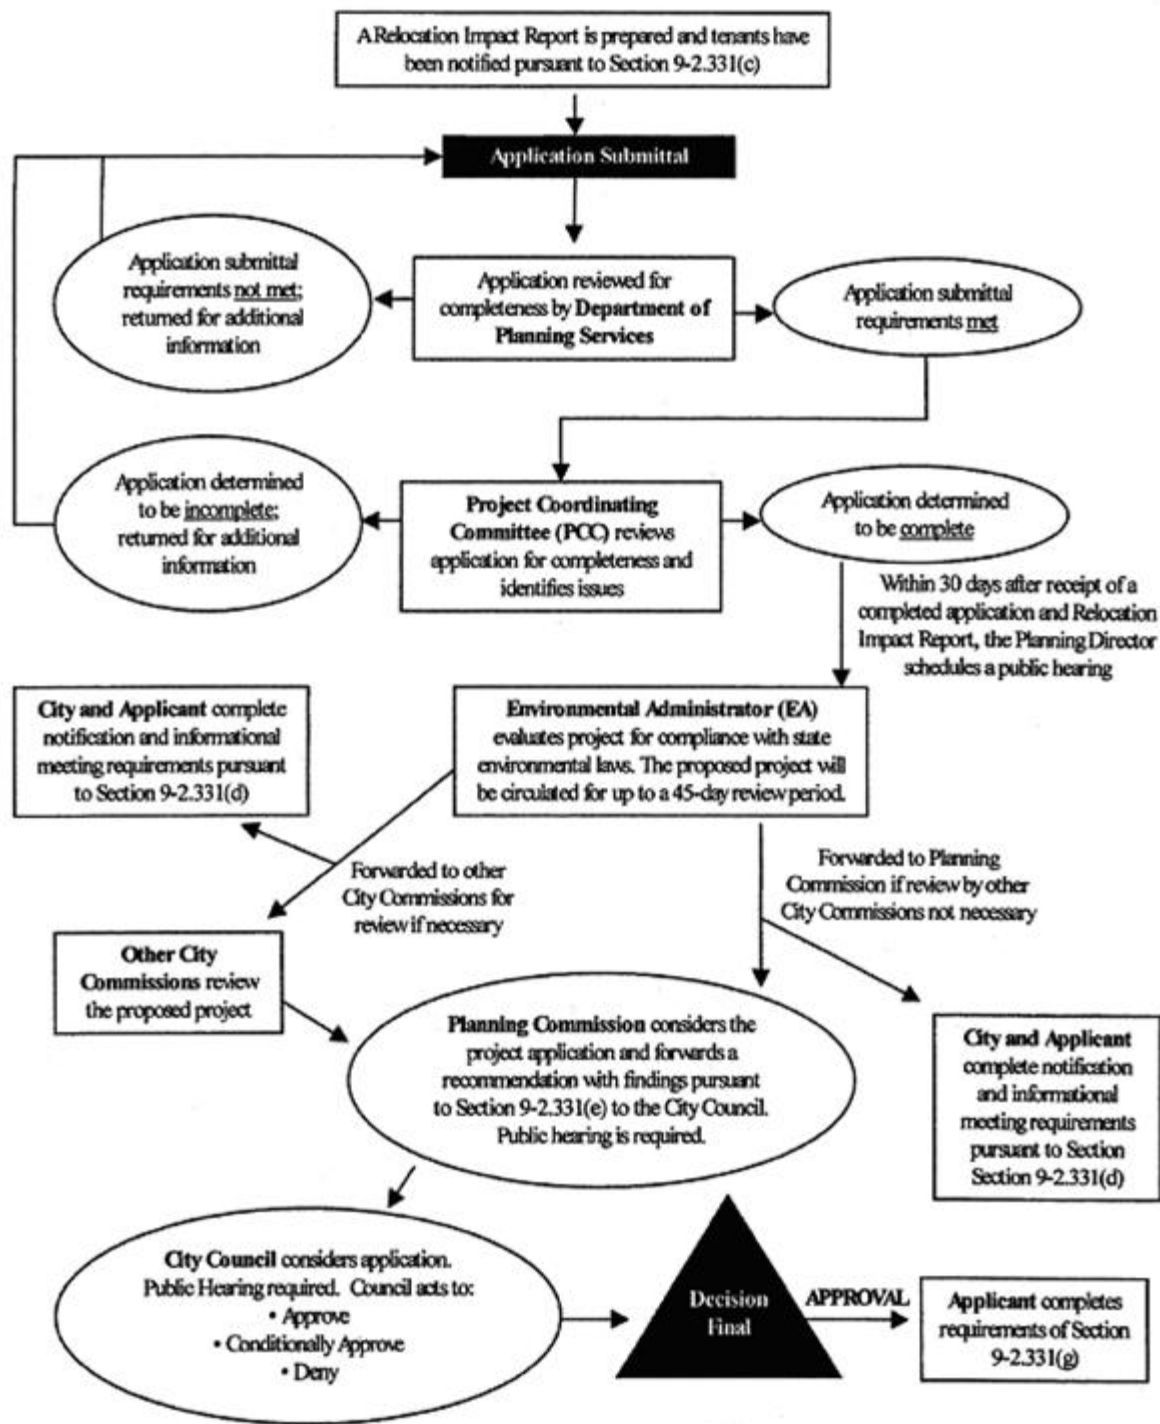 A Relocation Impact Report is prepared and tenants have
been notified pursuant to Section 9-2.331(c)
Application Submittal
Application submittal
requirements not met;
returned for additional
information
Application reviewed for
completeness by Department of
Planning Services
Application submittal
requirements met
Application determined
to be incomplete;
returned for additional
information
Project Coordinating
Committee (PCC) reviews
application for completeness and
identifies issues
Application determined
to be complete
Within 30 days after receipt of a
completed application and Relocation
Impact Report, the Planning Director
schedules a public hearing
City and Applicant complete
notification and informational
meeting requirements pursuant
to Section 9-2.331(d)
Environmental Administrator (EA)
evaluates project for compliance with state
environmental laws. The proposed project will
be circulated for up to a 45-day review period.
Forwarded to other
City Commissions for
review if necessary
Forwarded to Planning
Commission if review by other
City Commissions not necessary
Other City
Commissions review
the proposed project
Planning Commission considers the
project application and forwards a
recommendation with findings pursuant
to Section 9-2.331(e) to the City Council.
Public hearing is required.
City and Applicant
complete notification
and informational
meeting requirements
pursuant to Section
Section 9-2.331(d)
City Council considers application.
Public Hearing required. Council acts to:
• Approve
• Conditionally Approve
• Deny
Decision
Final
APPROVAL
Applicant completes
requirements of Section
9-2.331(g)